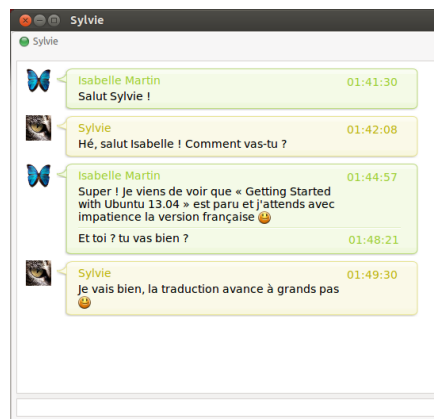 Sylvie
Sylvie
Isabelle Martin 01:41:30
Salut Sylvie !
Sylvie 01:42:08
Hé, salut Isabelle ! Comment vas-tu ?
Isabelle Martin 01:44:57
Super ! Je viens de voir que « Getting Started
with Ubuntu 13.04 » est paru et j'attends avec
impatience la version française
Et toi ? tu vas bien ? 01:48:21
Sylvie 01:49:30
Je vais bien, la traduction avance à grands pas